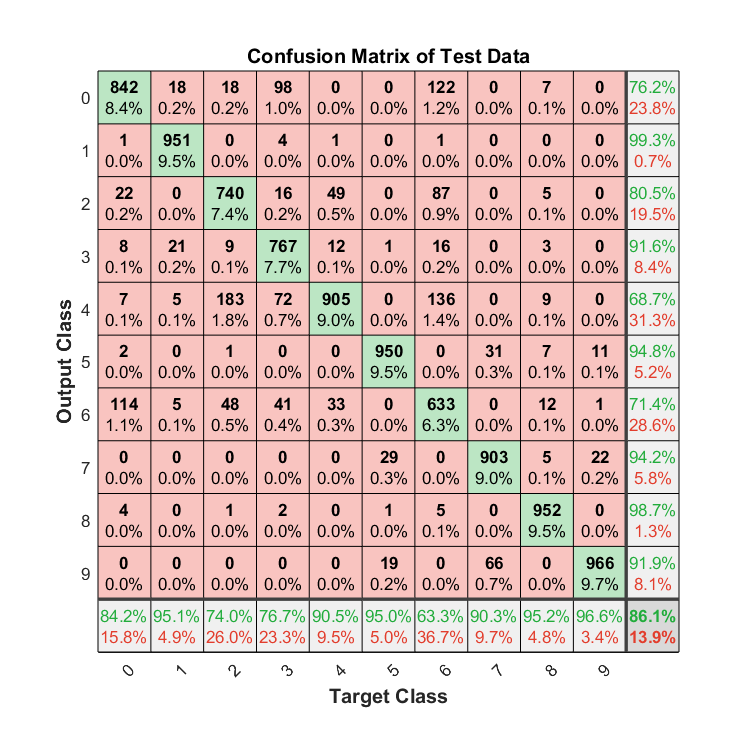 Confusion Matrix of Test Data
842 18 18 98 0 0 122 0 7 0 76.2%
0
8.4% 0.2% 0.2% 1.0% 0.0% 0.0% 1.2% 0.0% 0.1% 0.0% 23.8%
1 951 0 4 1 0 1 0 0 0 99.3%
1
0.0% 9.5% 0.0% 0.0% 0.0% 0.0% 0.0% 0.0% 0.0% 0.0% 0.7%
22 0 740 16 49 0 87 0 5 0 80.5%
2
0.2% 0.0% 7.4% 0.2% 0.5% 0.0% 0.9% 0.0% 0.1% 0.0% 19.5%
8 21 9 767 12 1 16 0 3 0 91.6%
3
0.1% 0.2% 0.1% 7.7% 0.1% 0.0% 0.2% 0.0% 0.0% 0.0% 8.4%
7 5 183 72 905 0 136 0 9 0 68.7%
4
0.1% 0.1% 1.8% 0.7% 9.0% 0.0% 1.4% 0.0% 0.1% 0.0% 31.3%
Output Class
2 0 1 0 0 950 0 31 7 11 94.8%
5
0.0% 0.0% 0.0% 0.0% 0.0% 9.5% 0.0% 0.3% 0.1% 0.1% 5.2%
114 5 48 41 33 0 633 0 12 1 71.4%
6
1.1% 0.1% 0.5% 0.4% 0.3% 0.0% 6.3% 0.0% 0.1% 0.0% 28.6%
0 0 0 0 0 29 0 903 5 22 94.2%
7
0.0% 0.0% 0.0% 0.0% 0.0% 0.3% 0.0% 9.0% 0.1% 0.2% 5.8%
4 0 1 2 0 1 5 0 952 0 98.7%
8
0.0% 0.0% 0.0% 0.0% 0.0% 0.0% 0.1% 0.0% 9.5% 0.0% 1.3%
0 0 0 0 0 19 0 66 0 966 91.9%
9
0.0% 0.0% 0.0% 0.0% 0.0% 0.2% 0.0% 0.7% 0.0% 9.7% 8.1%
84.2% 95.1% 74.0% 76.7% 90.5% 95.0% 63.3% 90.3% 95.2% 96.6% 86.1%
15.8% 4.9% 26.0% 23.3% 9.5% 5.0% 36.7% 9.7% 4.8% 3.4% 13.9%
0 1 2 3 4 5 6 7 8 9
Target Class